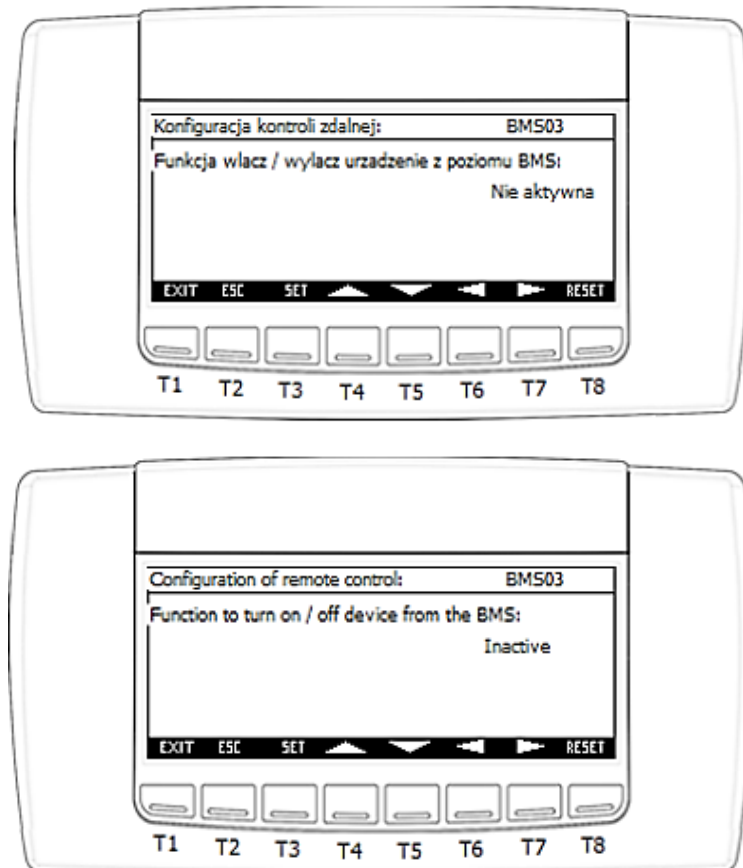 Konfiguracja kontroli zdalnej: BMS03
Funkcja wlacz / wylacz urzadzenie z poziomu BMS:
Nie aktywna
EXIT ESC SET RESET
T1 T2 T3 T4 T5 T6 T7 T8
Configuration of remote control: BMS03
Function to turn on / off device from the BMS:
Inactive
EXIT ESC SET RESET
T1 T2 T3 T4 T5 T6 T7 T8